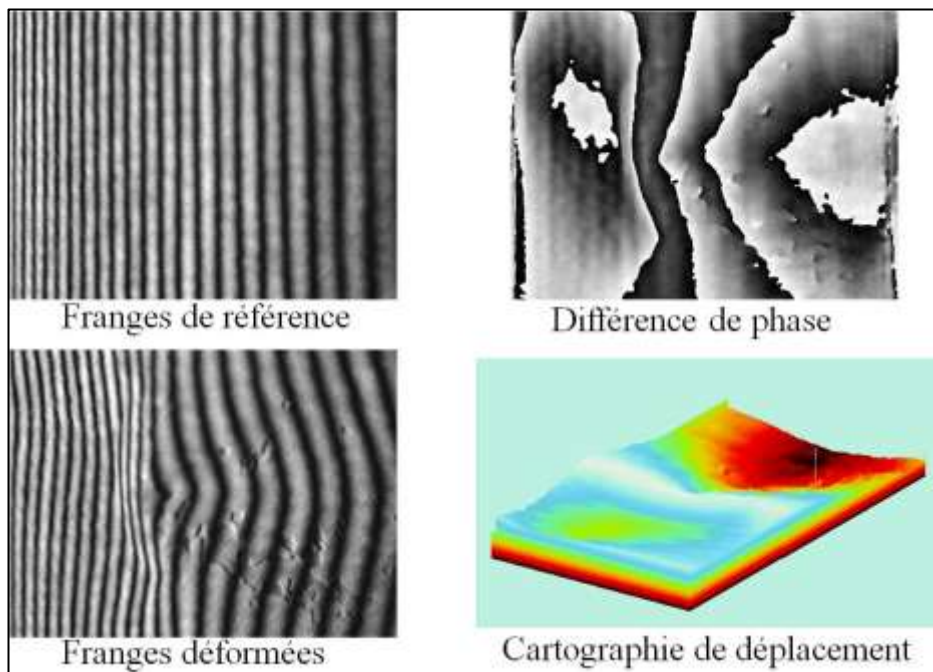 Franges de référence
Différence de phase
Franges déformées
Cartographie de déplacement